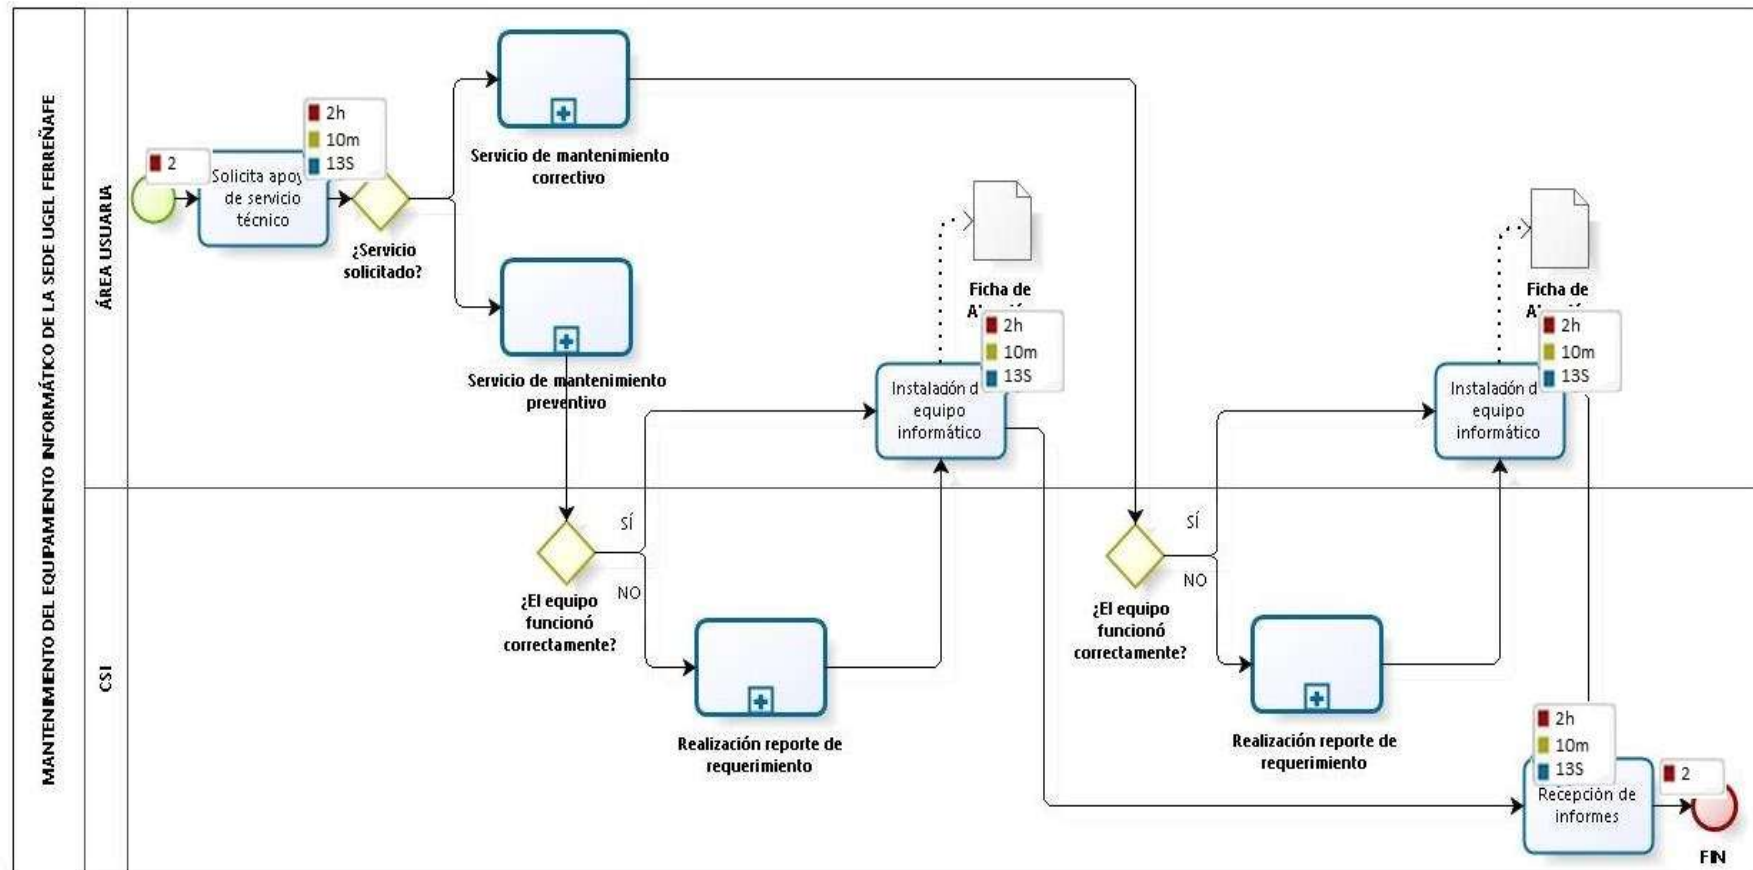 MANTENIMIENTO DEL EQUIPAMIENTO INFORMÁTICO DE LA SEDE UGEL FERREÑAFE
ÁREA USUARIA
2
Solicita
de servicio
técnico
2h
10m
13S
¿Servicio
solicitado?
Servicio de mantenimiento
correctivo
Servicio de mantenimiento
preventivo
Ficha de
2h
10m
13S
Instalación
equipo
informático
Ficha de
2h
10m
13S
Instalación
equipo
informático
CSI
SÍ
NO
¿El equipo
funcionó
correctamente?
Realización reporte de
requerimiento
SÍ
NO
¿El equipo
funcionó
correctamente?
Realización reporte de
requerimiento
2h
10m
13S
Recepción de
informes
2
FIN